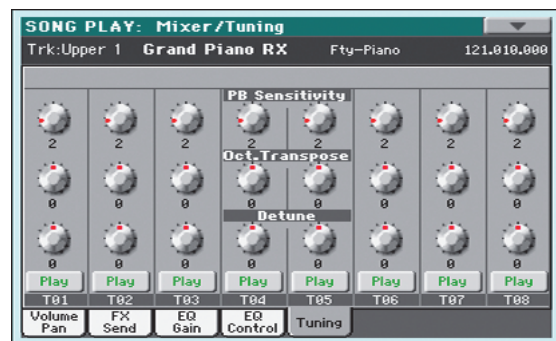 SONG PLAY: Mixer/Tuning
Trk:Upper 1 Grand Piano RX Fty-Piano 121.010.000
PB Sensitivity
2 2 2 2 2 2 2 2
Oct.Transpose
0 0 0 0 0 0 0 0
Detune
0 0 0 0 0 0 0 0
Play Play Play Play Play Play Play Play
T01 T02 T03 T04 T05 T06 T07 T08
Volume Pan FX Send EQ Gain EQ Control Tuning